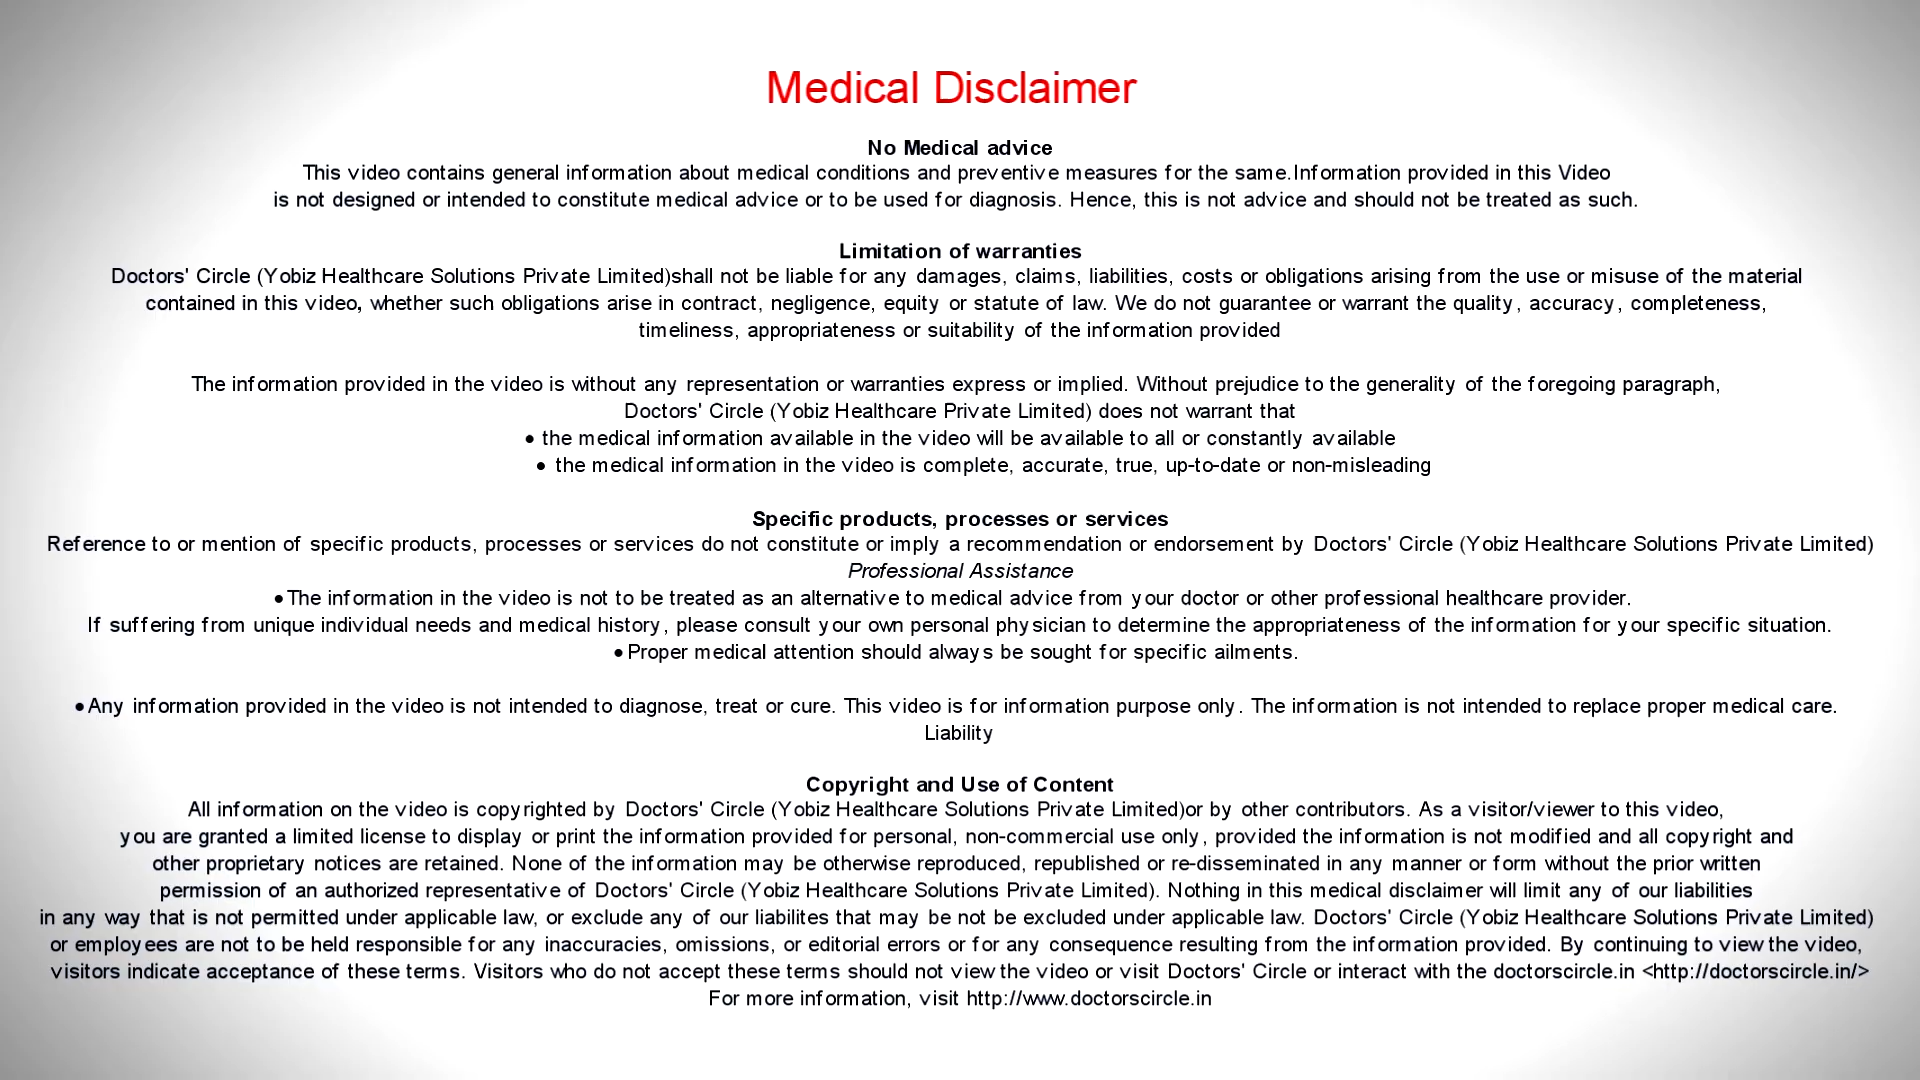 Medical Disclaimer
No Medical advice
This video contains general information about medical conditions and preventive measures for the same.Information provided in this Video
is not designed or intended to constitute medical advice or to be used for diagnosis. Hence, this is not advice and should not be treated as such.
Limitation of warranties
Doctors' Circle (Yobiz Healthcare Solutions Private Limited)shall not be liable for any damages, claims, liabilities, costs or obligations arising from the use or misuse of the material
contained in this video, whether such obligations arise in contract, negligence, equity or statute of law. We do not guarantee or warrant the quality, accuracy, completeness,
timeliness, appropriateness or suitability of the information provided
The information provided in the video is without any representation or warranties express or implied. Without prejudice to the generality of the foregoing paragraph,
Doctors' Circle (Yobiz Healthcare Private Limited) does not warrant that
• the medical information available in the video will be available to all or constantly available
• the medical information in the video is complete, accurate, true, up-to-date or non-misleading
Specific products, processes or services
Reference to or mention of specific products, processes or services do not constitute or imply a recommendation or endorsement by Doctors' Circle (Yobiz Healthcare Solutions Private Limited)
Professional Assistance
•The information in the video is not to be treated as an alternative to medical advice from your doctor or other professional healthcare provider.
If suffering from unique individual needs and medical history, please consult your own personal physician to determine the appropriateness of the information for your specific situation.
•Proper medical attention should always be sought for specific ailments.
•Any information provided in the video is not intended to diagnose, treat or cure. This video is for information purpose only. The information is not intended to replace proper medical care.
Liability
Copyright and Use of Content
All information on the video is copyrighted by Doctors' Circle (Yobiz Healthcare Solutions Private Limited)or by other contributors. As a visitor/viewer to this video,
you are granted a limited license to display or print the information provided for personal, non-commercial use only, provided the information is not modified and all copyright and
other proprietary notices are retained. None of the information may be otherwise reproduced, republished or re-disseminated in any manner or form without the prior written
permission of an authorized representative of Doctors' Circle (Yobiz Healthcare Solutions Private Limited). Nothing in this medical disclaimer will limit any of our liabilities
in any way that is not permitted under applicable law, or exclude any of our liabilites that may be not be excluded under applicable law. Doctors' Circle (Yobiz Healthcare Solutions Private Limited)
or employees are not to be held responsible for any inaccuracies, omissions, or editorial errors or for any consequence resulting from the information provided. By continuing to view the video,
visitors indicate acceptance of these terms. Visitors who do not accept these terms should not view the video or visit Doctors' Circle or interact with the doctorscircle.in <http://doctorscircle.in/>
For more information, visit http://www.doctorscircle.in